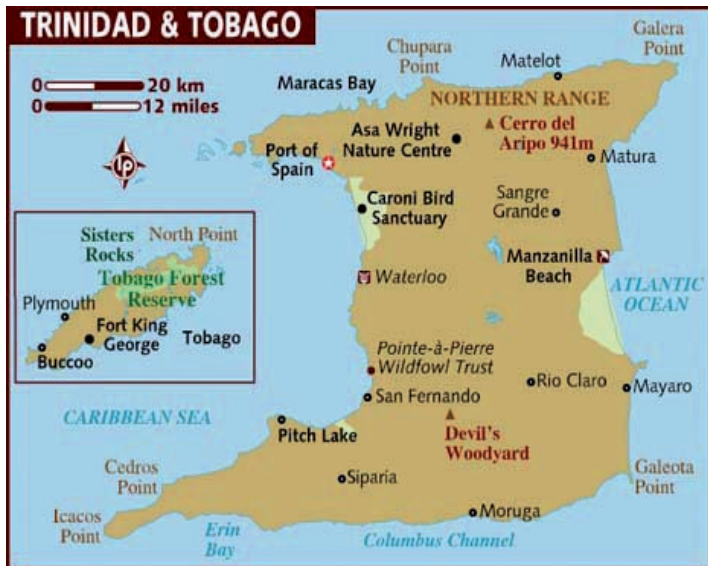 TRINIDAD & TOBAGO
0 20 km
0 12 miles
Chupara
Point
Galera
Point
Matelot
Maracas Bay
NORTHERN RANGE
Asa Wright
Nature Centre
Cerro del
Aripo 941m
Port of
Spain
Matura
LP
Caroni Bird
Sanctuary
Sangre
Grande
Sisters
Rocks
North Point
Tobago Forest
Reserve
Plymouth
Fort King
George
Tobago
Buccoo
Manzanilla
Beach
Waterloo
ATLANTIC
OCEAN
Pointe-à-Pierre
Wildfowl Trust
Rio Claro
Mayaro
San Fernando
CARIBBEAN SEA
Pitch Lake
Devil's
Woodyard
Cedros
Point
Siparia
Galeota
Point
Icacos
Point
Moruga
Erin
Bay
Columbus Channel